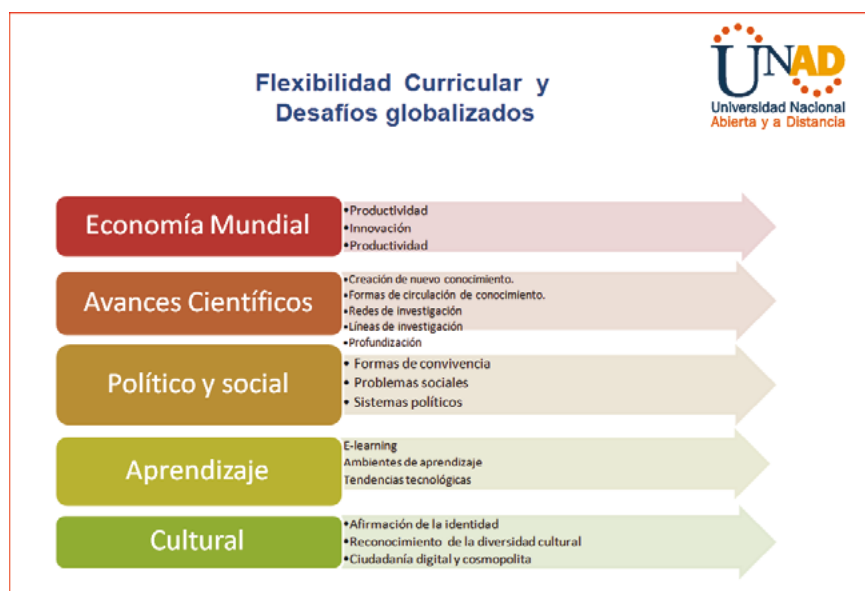 Flexibilidad Curricular y
Desafíos globalizados
UNAD
Universidad Nacional
Abierta y a Distancia
Economía Mundial
•Productividad
•Innovación
•Productividad
Avances Científicos
•Creación de nuevo conocimiento.
•Formas de circulación de conocimiento.
•Redes de investigación
•Líneas de investigación
•Profundización
Político y social
• Formas de convivencia
• Problemas sociales
• Sistemas políticos
Aprendizaje
E-learning
Ambientes de aprendizaje
Tendencias tecnológicas
Cultural
•Afirmación de la identidad
•Reconocimiento de la diversidad cultural
•Ciudadanía digital y cosmopolita